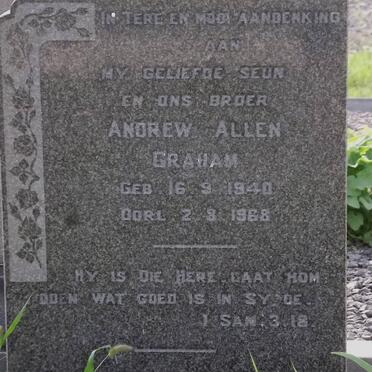 IN TERE EN MOOI AANDENKING
AAN
MY GELIEFDE SEUN
EN ONS BROER
ANDREW ALLEN
GRAHAM
GEB 16 9 1940
OORL 2 9 1968
HY IS DIE HERE. LAAT HOM
DOEN WAT GOED IS IN SY OE.
1 SAM. 3.18.